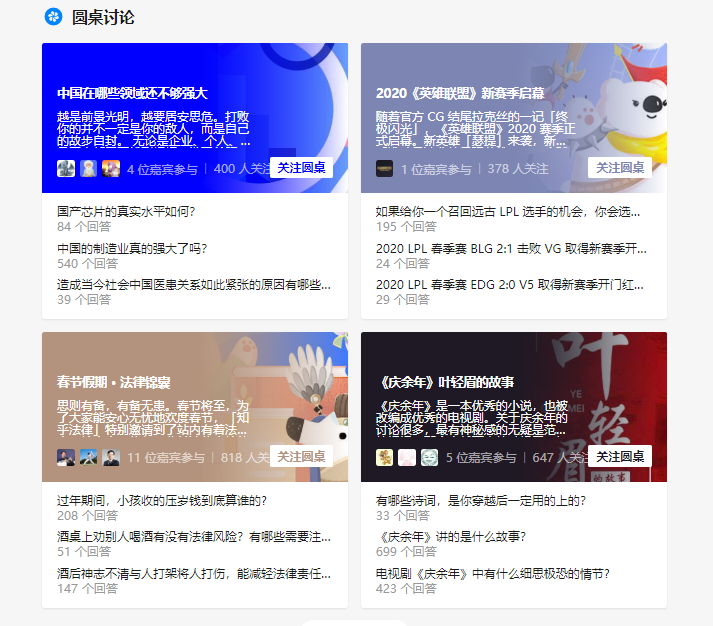 圆桌讨论
中国在哪些领域还不够强大
越是前景光明，越要居安思危。打败
你的并不一定是你的敌人，而是自己
的故步自封。 无论是企业、个人、...
4 位嘉宾参与 | 400 人关注
关注圆桌
国产芯片的真实水平如何？
84 个回答
中国的制造业真的强大了吗？
540 个回答
造成当今社会中国医患关系如此紧张的原因有哪些...
39 个回答
2020《英雄联盟》新赛季启幕
随着官方 CG 结尾拉克丝的一记「终
极闪光」，《英雄联盟》2020 赛季正
式启幕。新英雄「瑟提」来袭，新...
1 位嘉宾参与 | 378 人关注
关注圆桌
如果给你一个召回远古 LPL 选手的机会，你会选...
195 个回答
2020 LPL 春季赛 BLG 2:1 击败 VG 取得新赛季开...
24 个回答
2020 LPL 春季赛 EDG 2:0 V5 取得新赛季开门红...
29 个回答
春节假期 • 法律锦囊
思则有备，有备无患。春节将至，为
了大家能安心无忧地欢度春节，「知
乎法律」特别邀请到了站内有着法...
11 位嘉宾参与 | 818 人关
关注圆桌
过年期间，小孩收的压岁钱到底算谁的？
208 个回答
酒桌上劝别人喝酒有没有法律风险？有哪些需要注...
51 个回答
酒后神志不清与人打架将人打伤，能减轻法律责任...
147 个回答
《庆余年》叶轻眉的故事
《庆余年》是一本优秀的小说，也被
改编成优秀的电视剧。关于庆余年的
讨论很多，最有神秘感的无疑是范...
5 位嘉宾参与 | 647 人关注
关注圆桌
叶轻眉
YE
MEI
的故事
有哪些诗词，是你穿越后一定用的上的？
33 个回答
《庆余年》讲的是什么故事？
699 个回答
电视剧《庆余年》中有什么细思极恐的情节？
423 个回答